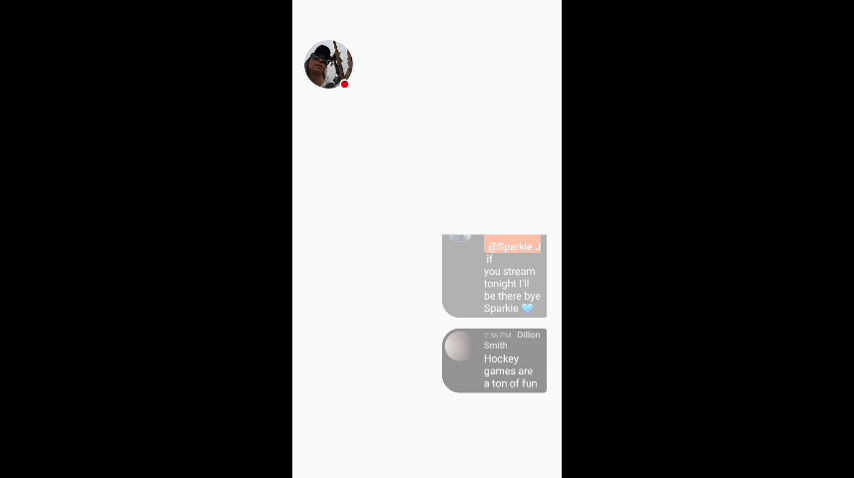 @Sparkie J
if
you stream
tonight I'll
be there bye
Sparkie 🩵
2:56 PM Dillon
Smith
Hockey
games are
a ton of fun